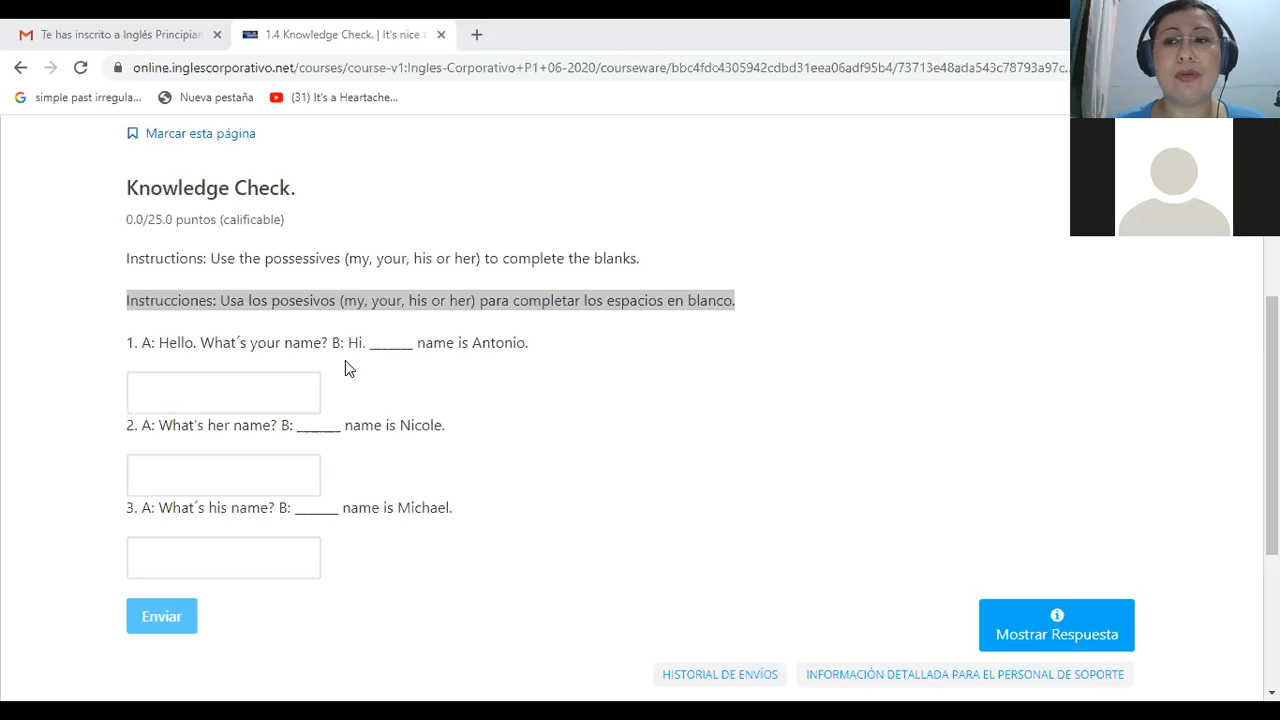 Te has inscrito a Inglés Principian
1.4 Knowledge Check. | It's nice
online.inglescorporativo.net/courses/course-v1:Ingles-Corporativo+P1+06-2020/courseware/bbc4fdc4305942cdbd31eea06adf95b4/73713e48ada543c78793a97c...
simple past irregula... Nueva pestaña (31) It's a Heartache...
Marcar esta página
Knowledge Check.
0.0/25.0 puntos (calificable)
Instructions: Use the possessives (my, your, his or her) to complete the blanks.
Instrucciones: Usa los posesivos (my, your, his or her) para completar los espacios en blanco.
1. A: Hello. What´s your name? B: Hi. ______ name is Antonio.
2. A: What's her name? B: ______ name is Nicole.
3. A: What´s his name? B: ______ name is Michael.
Enviar
Mostrar Respuesta
HISTORIAL DE ENVÍOS
INFORMACIÓN DETALLADA PARA EL PERSONAL DE SOPORTE